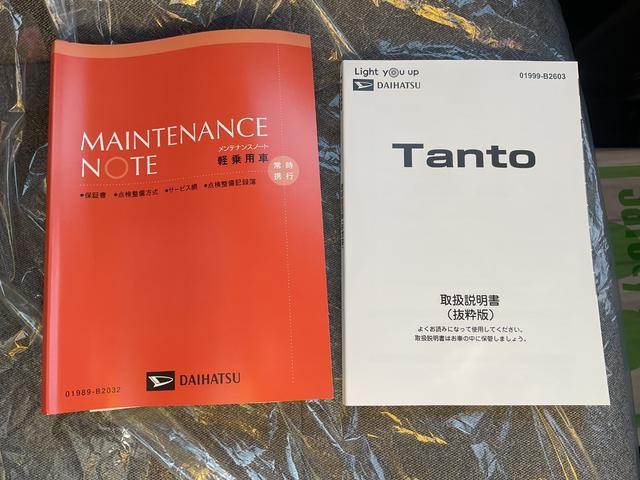 MAINTENANCE
NOTE
メンテナンスノート
軽乗用車
常時
携行
•保証書 •点検整備方式 •サービス網 •点検整備記録簿
DAIHATSU
01989-B2032
Light you up
DAIHATSU
01999-B2603
Tanto
取扱説明書
（抜粋版）
よくお読みになって使用してください。
取扱説明書はお車の中に保管しましょう。